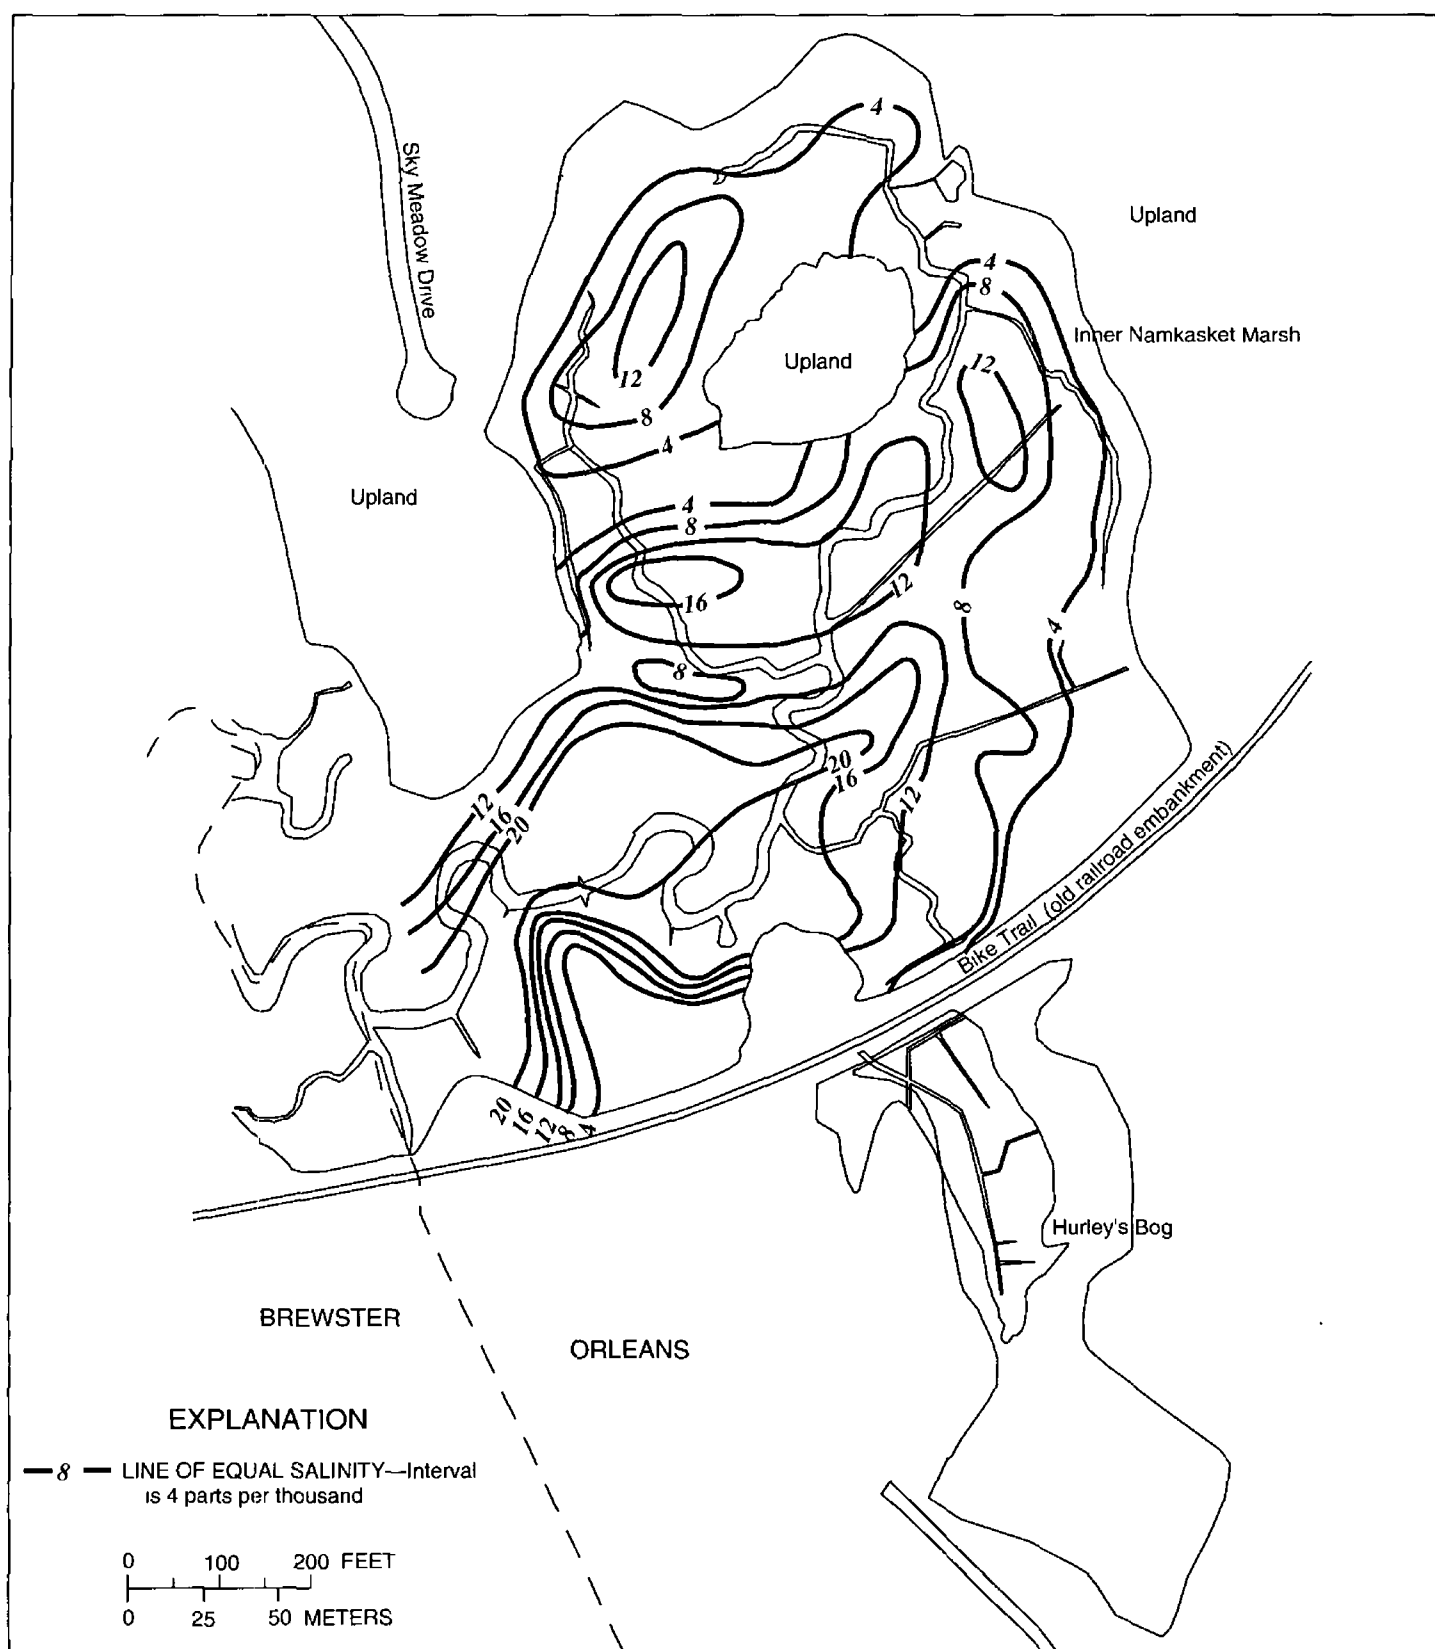 4
Sky Meadow Drive
Upland
4
8
Inner Namkasket Marsh
Upland
12
12
8
4
Upland
4
8
12
16
8
4
8
20
16
12
12
16
20
Bike Trail (old railroad embankment)
20
16
12
8
4
Hurley's Bog
BREWSTER
ORLEANS
EXPLANATION
8 LINE OF EQUAL SALINITY—Interval
is 4 parts per thousand
0 100 200 FEET
0 25 50 METERS